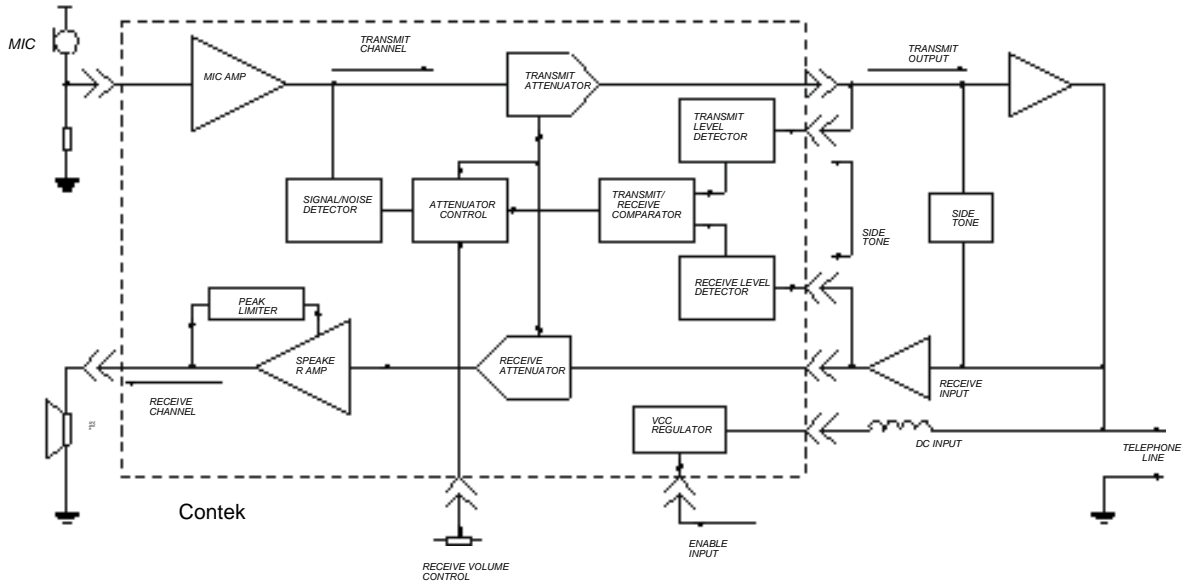 MIC
TRANSMIT
CHANNEL
TRANSMIT
OUTPUT
MIC AMP
TRANSMIT
ATTENUATOR
TRANSMIT
LEVEL
DETECTOR
SIGNAL/NOISE
DETECTOR
ATTENUATOR
CONTROL
TRANSMIT/
RECEIVE
COMPARATOR
SIDE
TONE
SIDE
TONE
RECEIVE LEVEL
DETECTOR
PEAK
LIMITER
SPEAKE
R AMP
RECEIVE
ATTENUATOR
RECEIVE
INPUT
RECEIVE
CHANNEL
VCC
REGULATOR
DC INPUT
TELEPHONE
LINE
Contek
ENABLE
INPUT
RECEIVE VOLUME
CONTROL